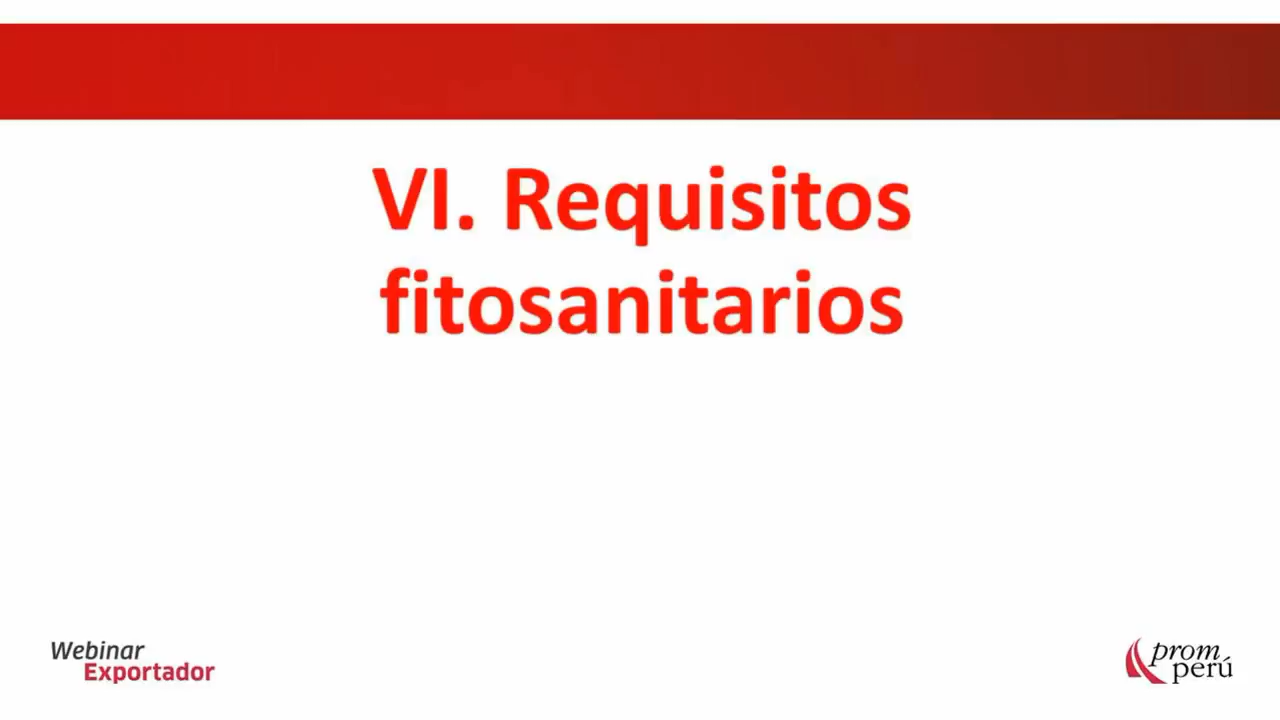 VI. Requisitos
fitosanitarios
Webinar
Exportador
prom
perú